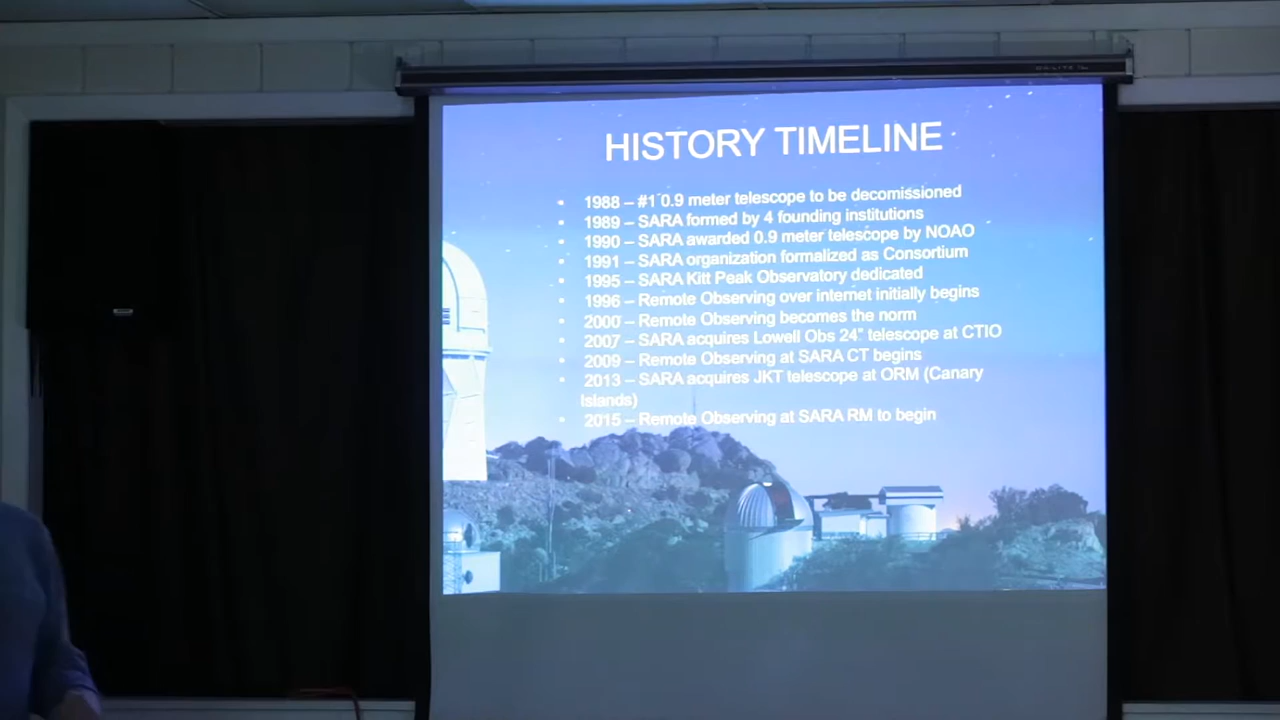 HISTORY TIMELINE
• 1988 – #1 0.9 meter telescope to be decomissioned
• 1989 – SARA formed by 4 founding institutions
• 1990 – SARA awarded 0.9 meter telescope by NOAO
• 1991 – SARA organization formalized as Consortium
• 1995 – SARA Kitt Peak Observatory dedicated
• 1996 – Remote Observing over internet initially begins
• 2000 – Remote Observing becomes the norm
• 2007 – SARA acquires Lowell Obs 24" telescope at CTIO
• 2009 – Remote Observing at SARA CT begins
• 2013 – SARA acquires JKT telescope at ORM (Canary
Islands)
• 2015 – Remote Observing at SARA RM to begin